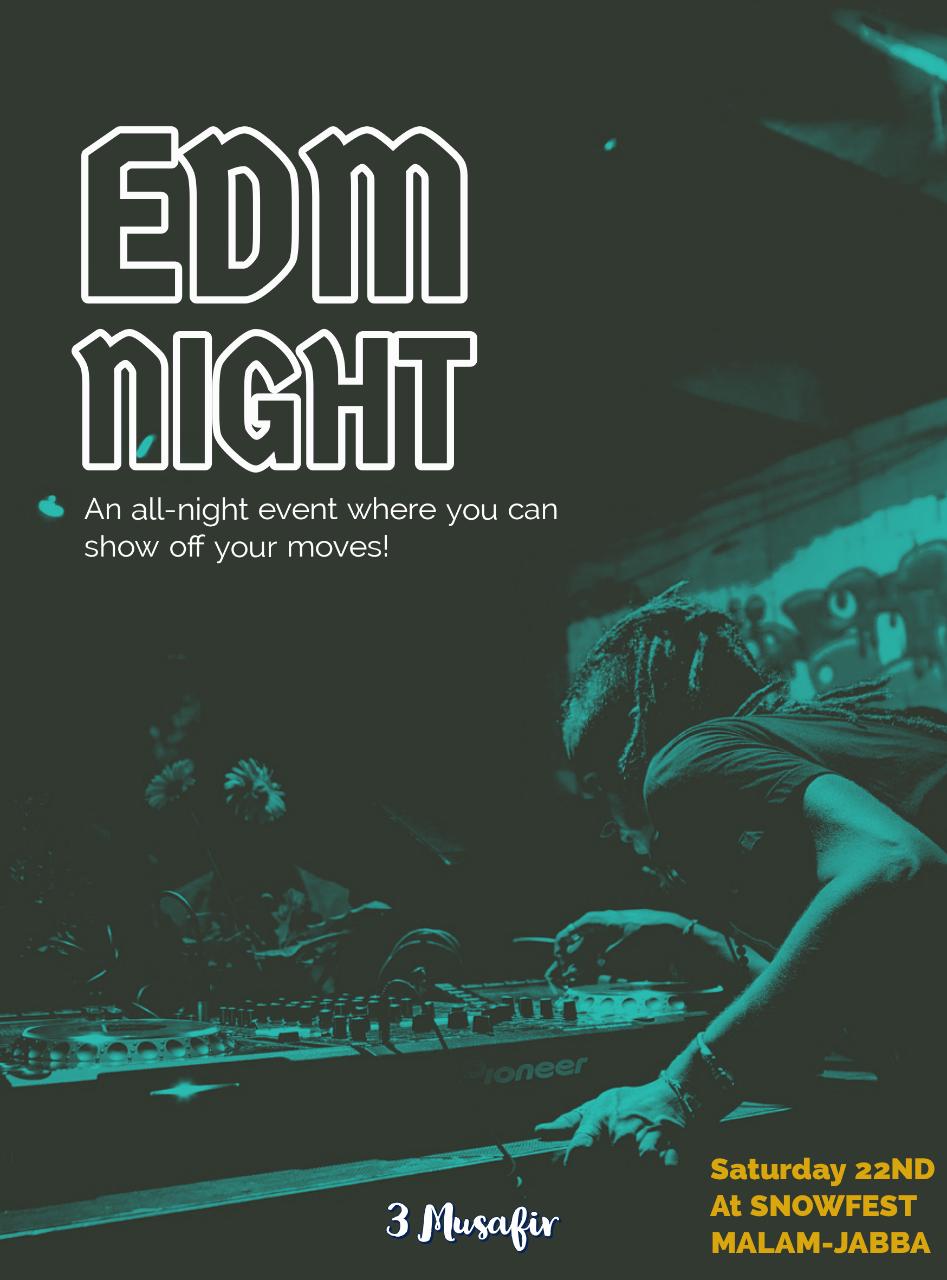 EDM
NIGHT
An all-night event where you can
show off your moves!
Pioneer
3 Musafir
Saturday 22ND
At SNOWFEST
MALAM-JABBA